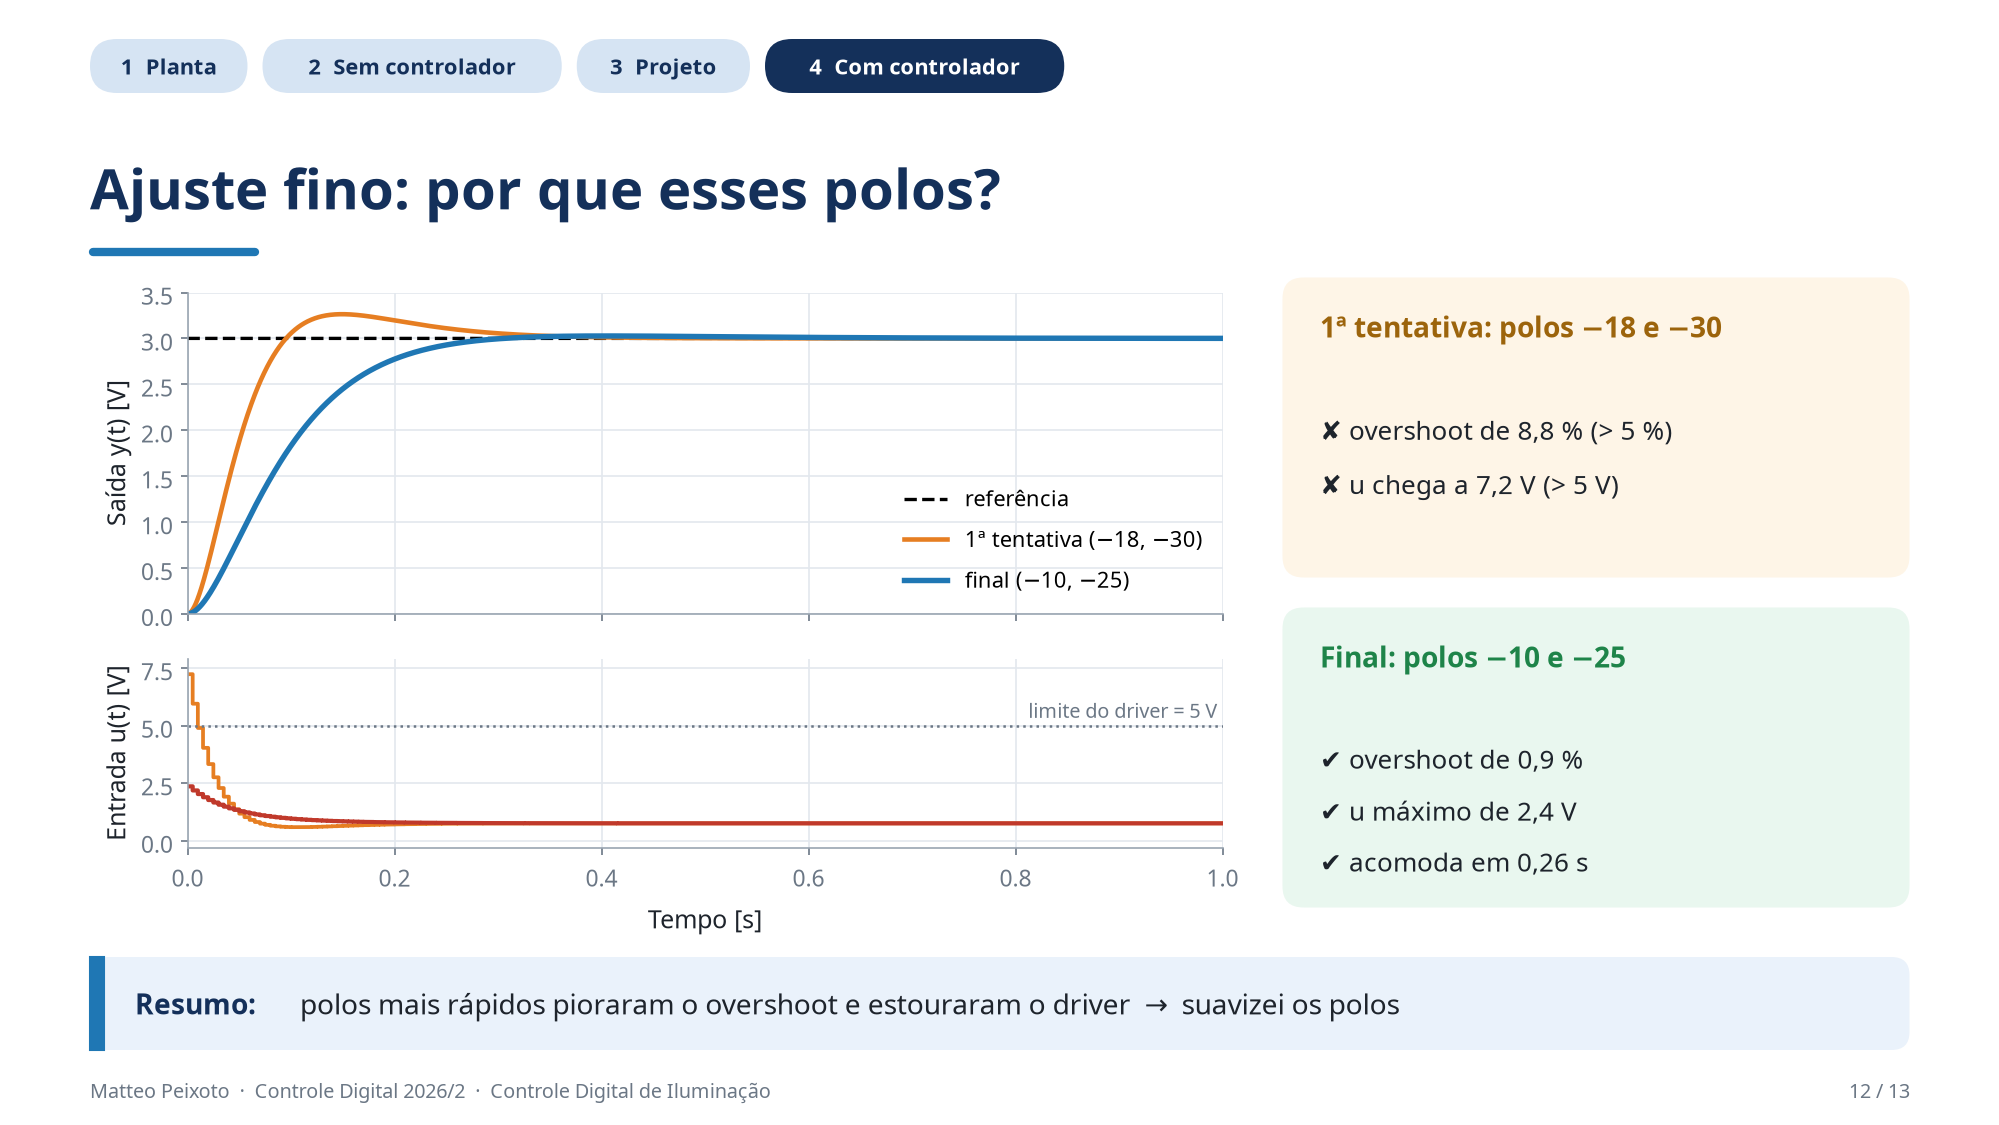 1 Planta
2 Sem controlador
3 Projeto
4 Com controlador
Ajuste fino: por que esses polos?
Saída y(t) [V]
3.5
3.0
2.5
2.0
1.5
1.0
0.5
0.0
referência
1ª tentativa (−18, −30)
final (−10, −25)
Entrada u(t) [V]
7.5
5.0
2.5
0.0
limite do driver = 5 V
0.0 0.2 0.4 0.6 0.8 1.0
Tempo [s]
1ª tentativa: polos −18 e −30
✘ overshoot de 8,8 % (> 5 %)
✘ u chega a 7,2 V (> 5 V)
Final: polos −10 e −25
✔ overshoot de 0,9 %
✔ u máximo de 2,4 V
✔ acomoda em 0,26 s
Resumo: polos mais rápidos pioraram o overshoot e estouraram o driver → suavizei os polos
Matteo Peixoto · Controle Digital 2026/2 · Controle Digital de Iluminação
12 / 13